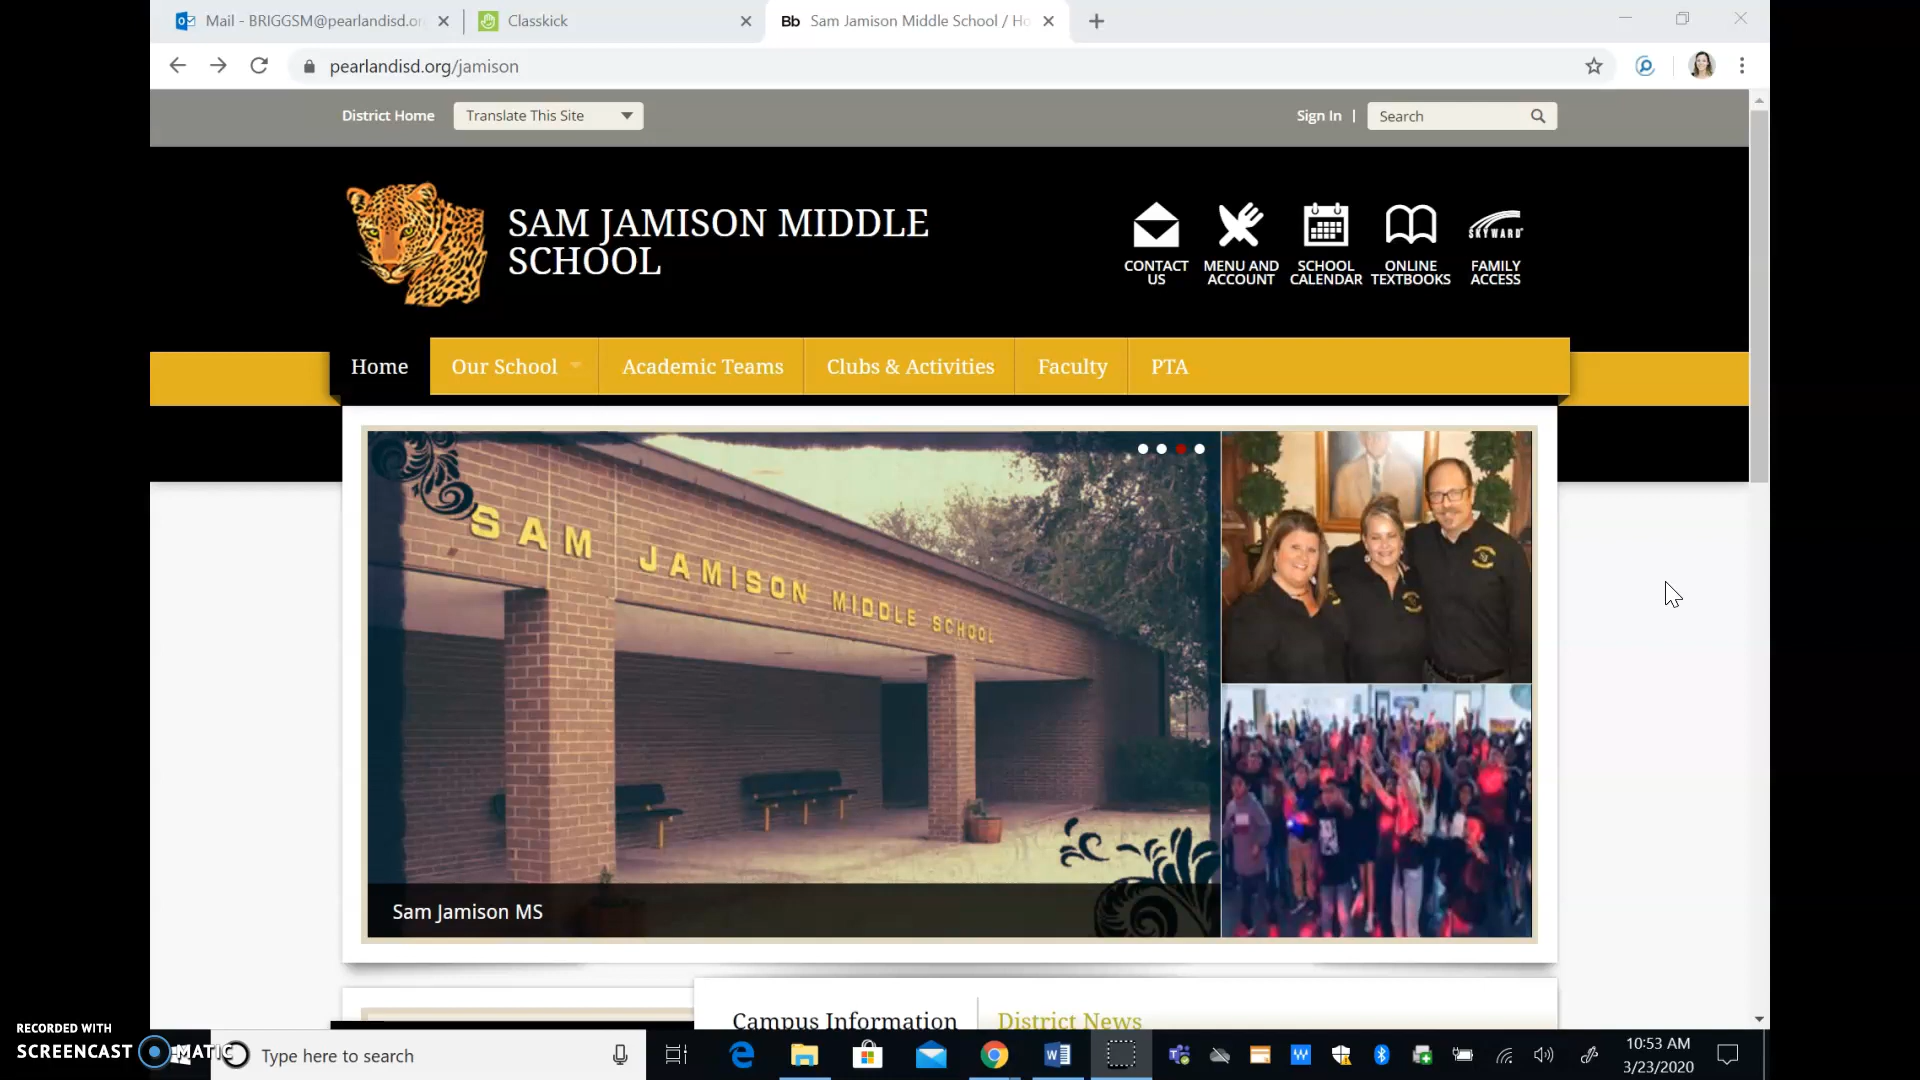 Mail - BRIGGSM@pearlandisd.or
Classkick
Bb Sam Jamison Middle School / Ho
pearlandisd.org/jamison
District Home
Translate This Site
Sign In |
Search
SAM JAMISON MIDDLE
SCHOOL
CONTACT
US
MENU AND
ACCOUNT
SCHOOL
CALENDAR
ONLINE
TEXTBOOKS
SKYWARD
FAMILY
ACCESS
Home
Our School
Academic Teams
Clubs & Activities
Faculty
PTA
SAM JAMISON MIDDLE SCHOOL
Sam Jamison MS
Campus Information
District News
RECORDED WITH
SCREENCAST MATIC
Type here to search
10:53 AM
3/23/2020